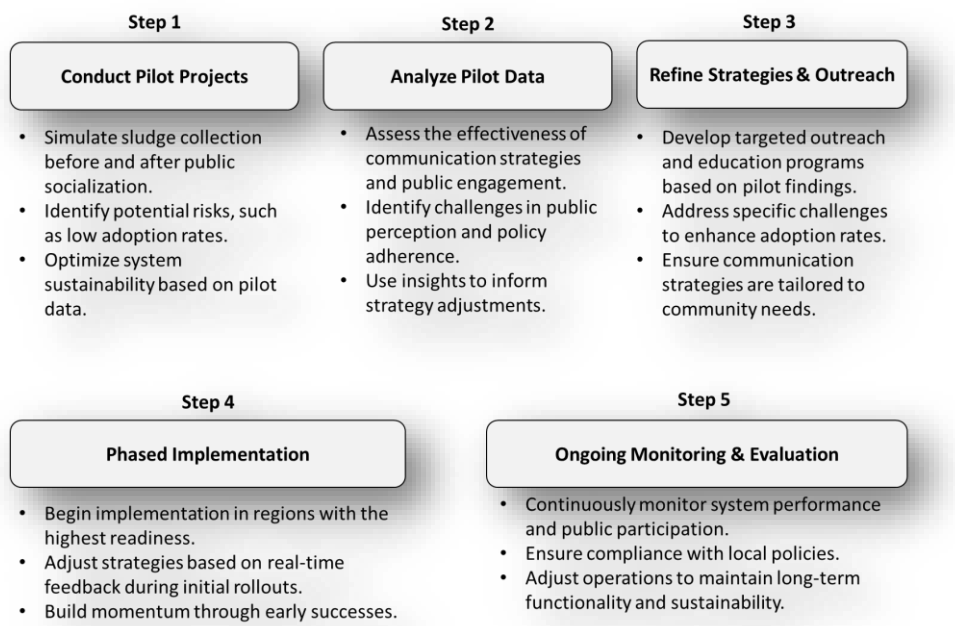 Step 1
Conduct Pilot Projects
• Simulate sludge collection
before and after public
socialization.
• Identify potential risks, such
as low adoption rates.
• Optimize system
sustainability based on pilot
data.
Step 2
Analyze Pilot Data
• Assess the effectiveness of
communication strategies
and public engagement.
• Identify challenges in public
perception and policy
adherence.
• Use insights to inform
strategy adjustments.
Step 3
Refine Strategies & Outreach
• Develop targeted outreach
and education programs
based on pilot findings.
• Address specific challenges
to enhance adoption rates.
• Ensure communication
strategies are tailored to
community needs.
Step 4
Phased Implementation
• Begin implementation in regions with the
highest readiness.
• Adjust strategies based on real-time
feedback during initial rollouts.
• Build momentum through early successes.
Step 5
Ongoing Monitoring & Evaluation
• Continuously monitor system performance
and public participation.
• Ensure compliance with local policies.
• Adjust operations to maintain long-term
functionality and sustainability.